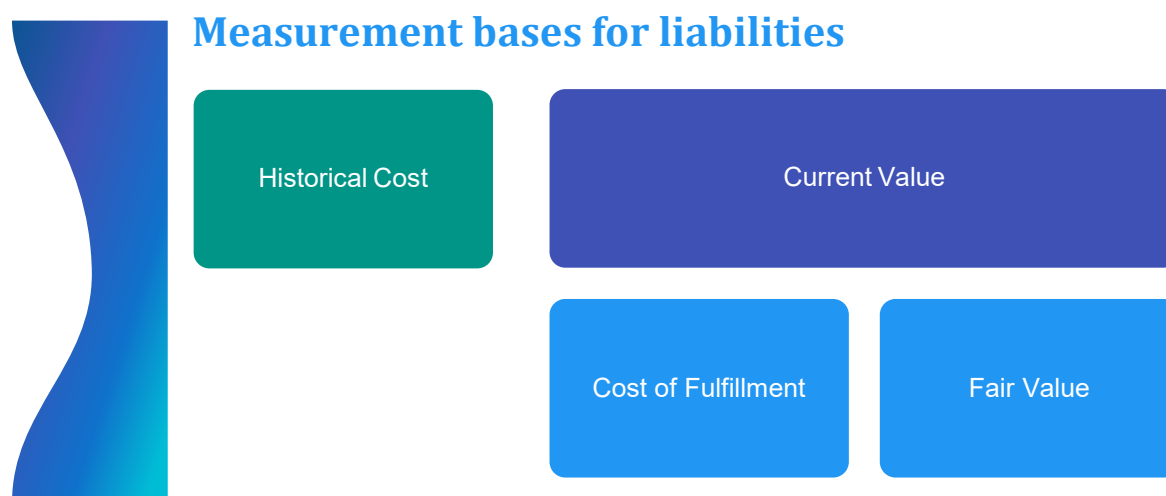 Measurement bases for liabilities
Historical Cost
Current Value
Cost of Fulfillment
Fair Value